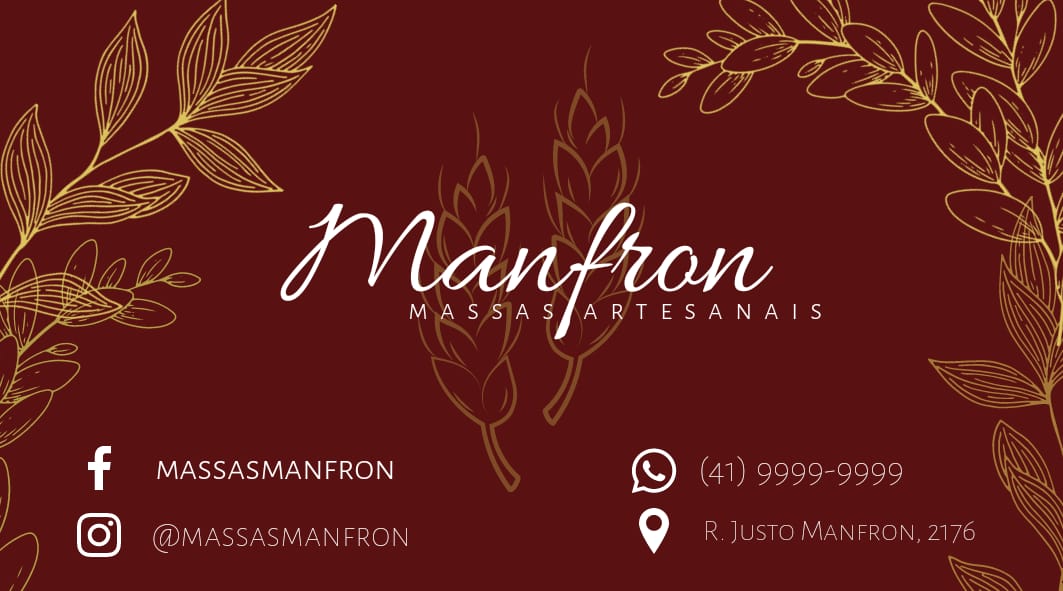 Manfron
MASSAS ARTESANAIS
MASSASMANFRON
@MASSASMANFRON
(41) 9999-9999
R. Justo Manfron, 2176